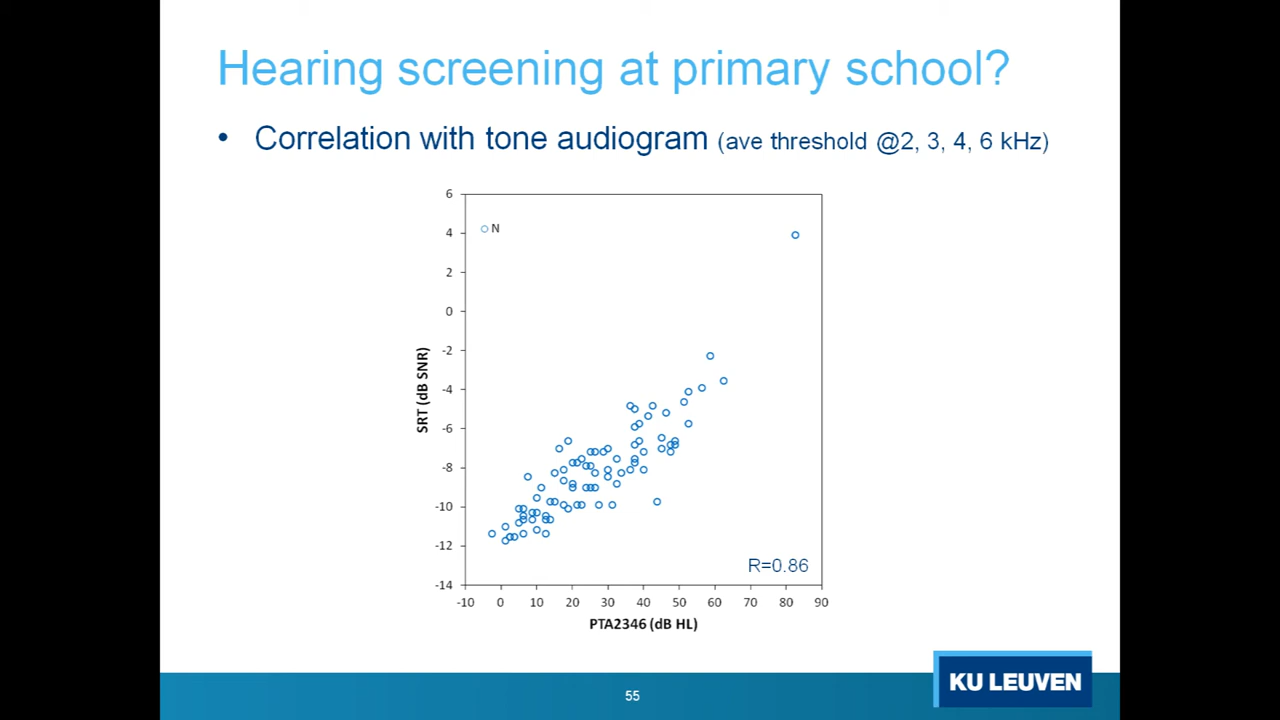 Hearing screening at primary school?
• Correlation with tone audiogram (ave threshold @2, 3, 4, 6 kHz)
6
4
2
0
-2
-4
-6
-8
-10
-12
-14
N
SRT (dB SNR)
R=0.86
-10 0 10 20 30 40 50 60 70 80 90
PTA2346 (dB HL)
55
KU LEUVEN